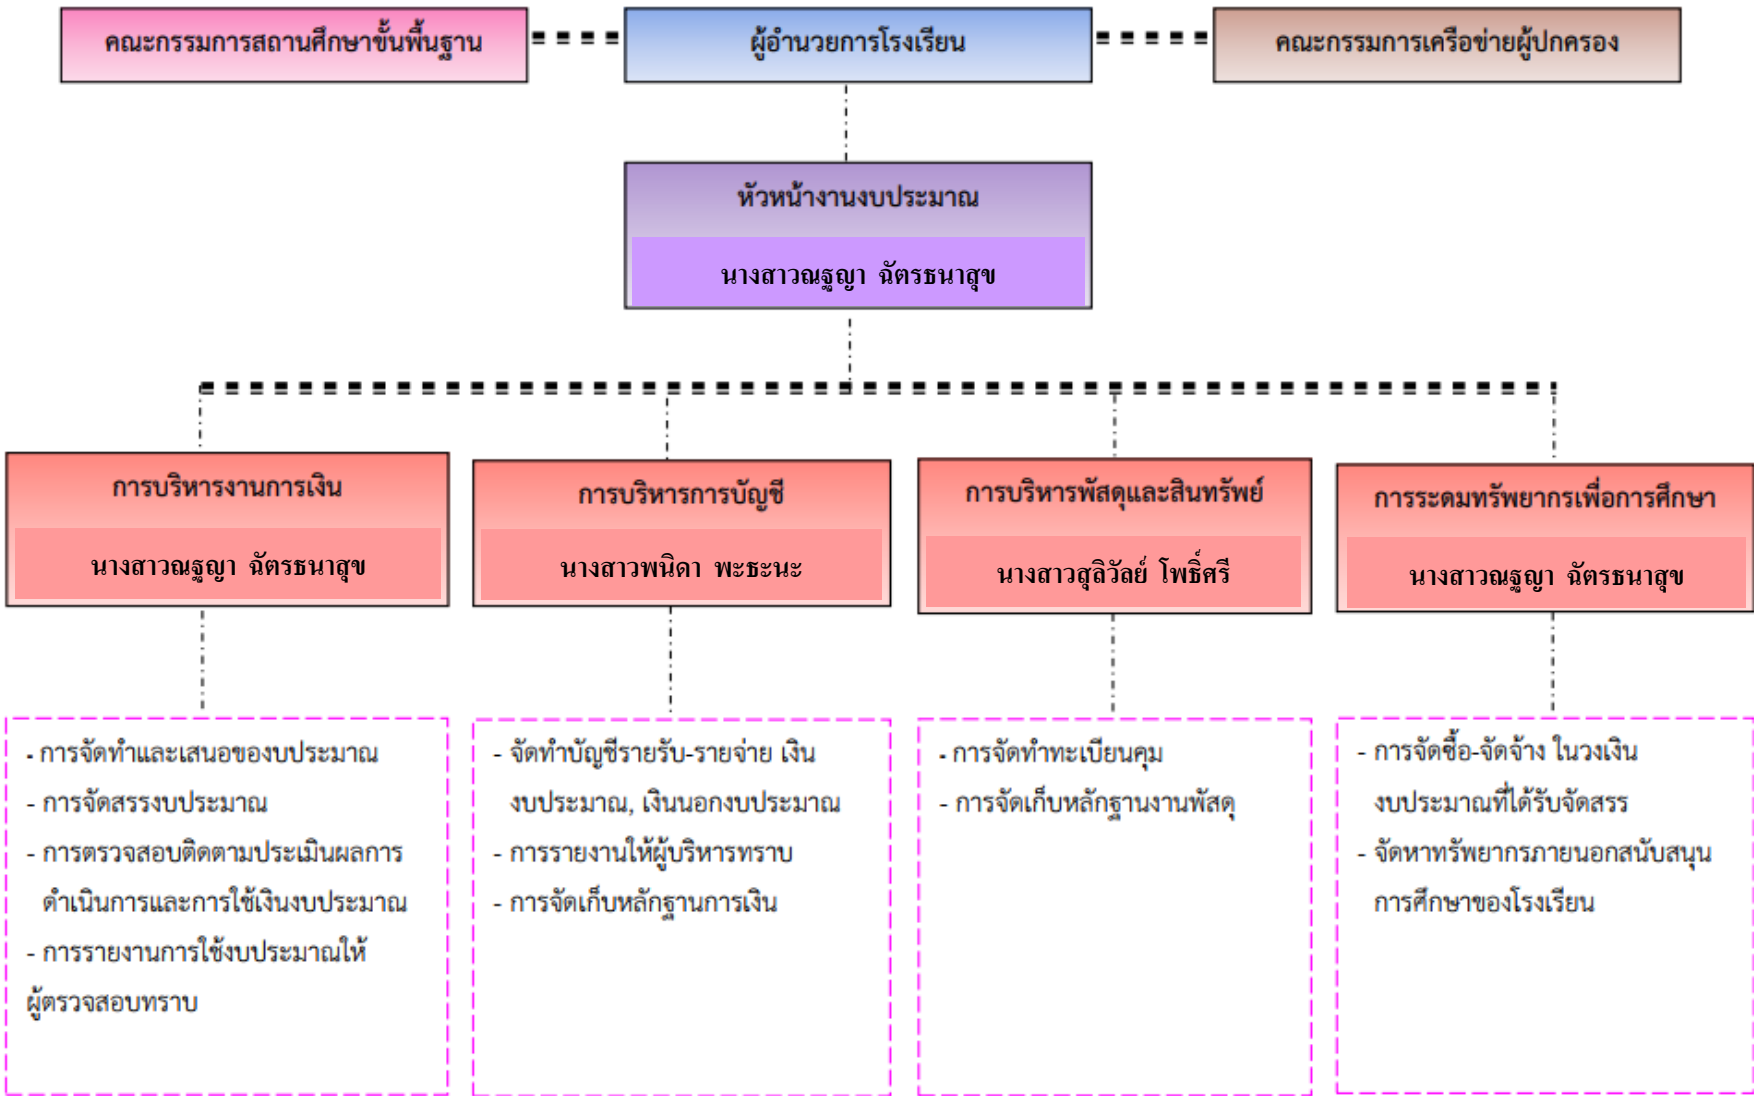 คณะกรรมการสถานศึกษาขั้นพื้นฐาน
ผู้อำนวยการโรงเรียน
คณะกรรมการเครือข่ายผู้ปกครอง
หัวหน้างานงบประมาณ
นางสาวณฐญา ฉัตรธนาสุข
การบริหารงานการเงิน
นางสาวณฐญา ฉัตรธนาสุข
การบริหารการบัญชี
นางสาวพนิดา พะธะนะ
การบริหารพัสดุและสินทรัพย์
นางสาวสุลิวัลย์ โพธิ์ศรี
การระดมทรัพยากรเพื่อการศึกษา
นางสาวณฐญา ฉัตรธนาสุข
- การจัดทำและเสนอของบประมาณ
- การจัดสรรงบประมาณ
- การตรวจสอบติดตามประเมินผลการ
ดำเนินการและการใช้เงินงบประมาณ
- การรายงานการใช้งบประมาณให้
ผู้ตรวจสอบทราบ
- จัดทำบัญชีรายรับ-รายจ่าย เงิน
งบประมาณ, เงินนอกงบประมาณ
- การรายงานให้ผู้บริหารทราบ
- การจัดเก็บหลักฐานการเงิน
- การจัดทำทะเบียนคุม
- การจัดเก็บหลักฐานงานพัสดุ
- การจัดซื้อ-จัดจ้าง ในวงเงิน
งบประมาณที่ได้รับจัดสรร
- จัดหาทรัพยากรภายนอกสนับสนุน
การศึกษาของโรงเรียน